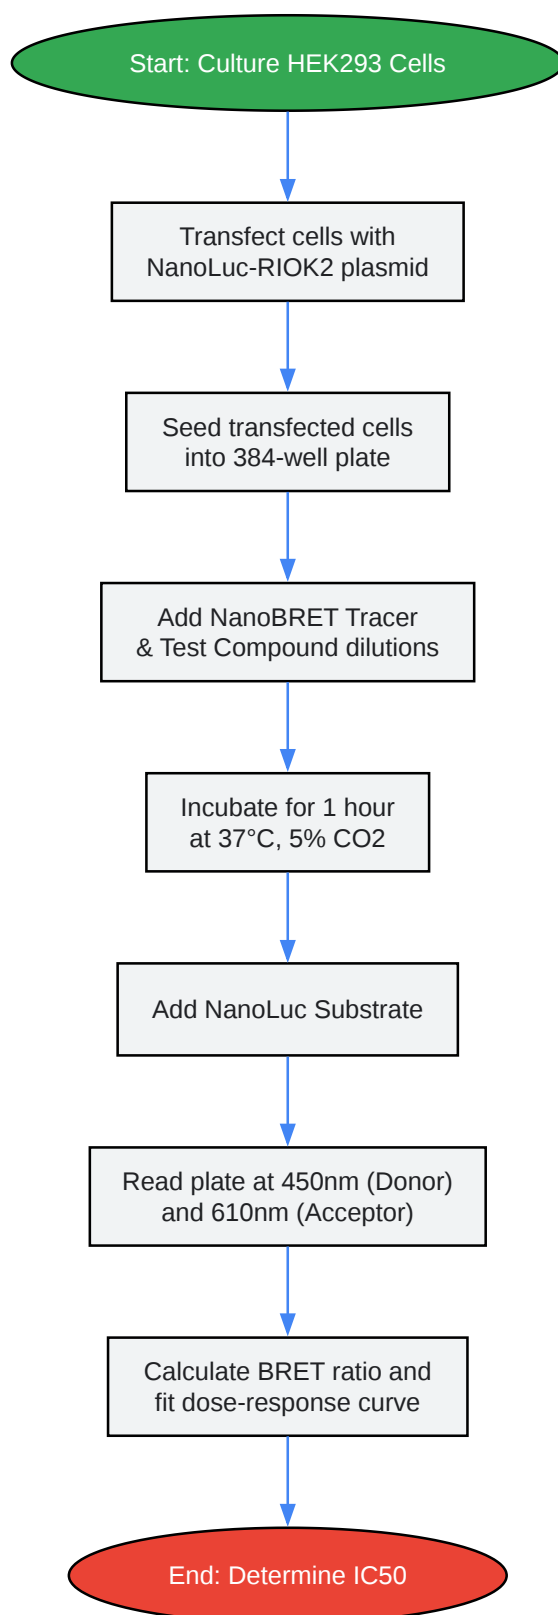 Start: Culture HEK293 Cells
Transfect cells with
NanoLuc-RIOK2 plasmid
Seed transfected cells
into 384-well plate
Add NanoBRET Tracer
& Test Compound dilutions
Incubate for 1 hour
at 37°C, 5% CO2
Add NanoLuc Substrate
Read plate at 450nm (Donor)
and 610nm (Acceptor)
Calculate BRET ratio and
fit dose-response curve
End: Determine IC50